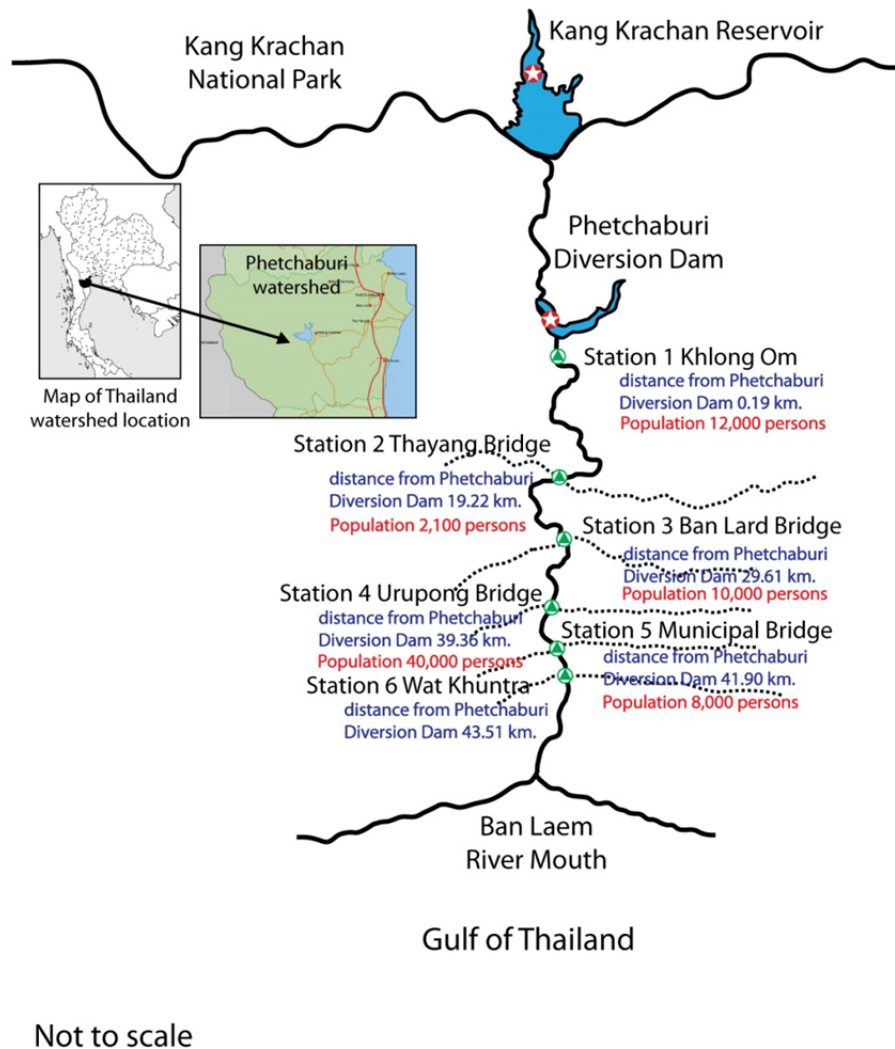 Kang Krachan
National Park
Kang Krachan Reservoir
Phetchaburi
Diversion Dam
Phetchaburi
watershed
Map of Thailand
watershed location
Station 1 Khlong Om
distance from Phetchaburi
Diversion Dam 0.19 km.
Population 12,000 persons
Station 2 Thayang Bridge
distance from Phetchaburi
Diversion Dam 19.22 km.
Population 2,100 persons
Station 3 Ban Lard Bridge
distance from Phetchaburi
Diversion Dam 29.61 km.
Population 10,000 persons
Station 4 Urupong Bridge
distance from Phetchaburi
Diversion Dam 39.36 km.
Population 40,000 persons
Station 5 Municipal Bridge
distance from Phetchaburi
Diversion Dam 41.90 km.
Population 8,000 persons
Station 6 Wat Khuntra
distance from Phetchaburi
Diversion Dam 43.51 km.
Ban Laem
River Mouth
Gulf of Thailand
Not to scale